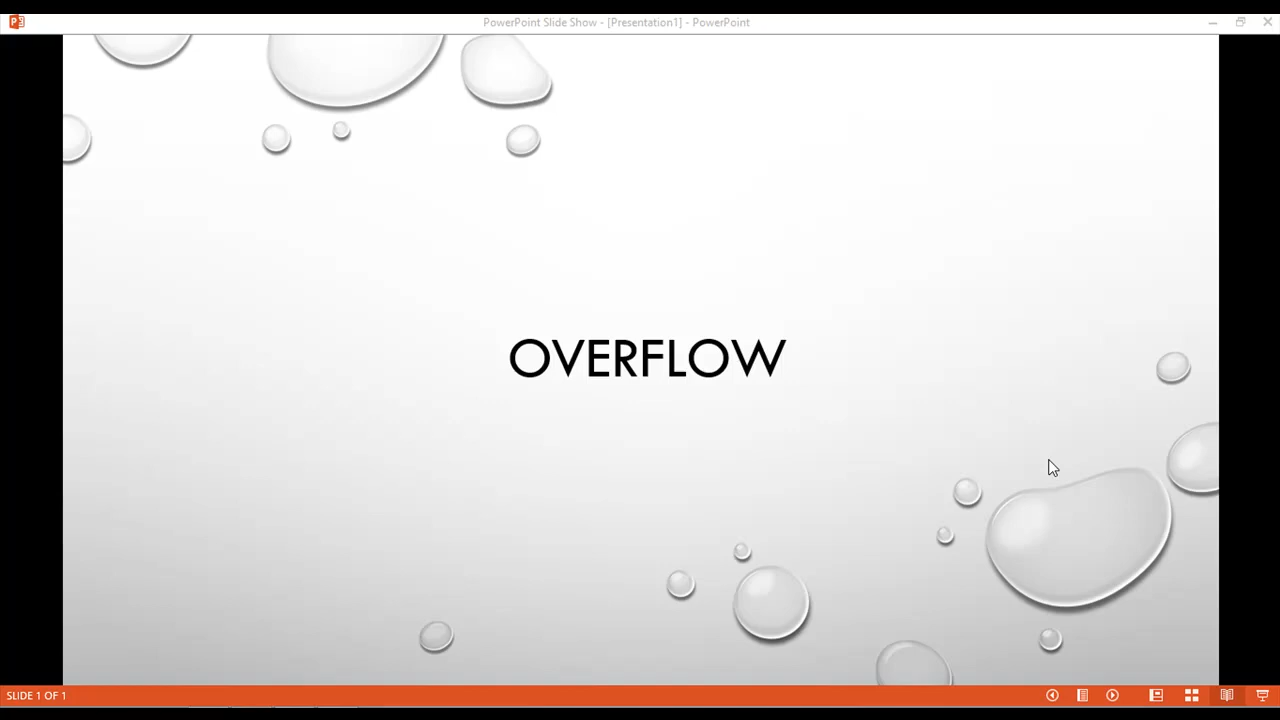 PowerPoint Slide Show - [Presentation1] - PowerPoint
OVERFLOW
SLIDE 1 OF 1